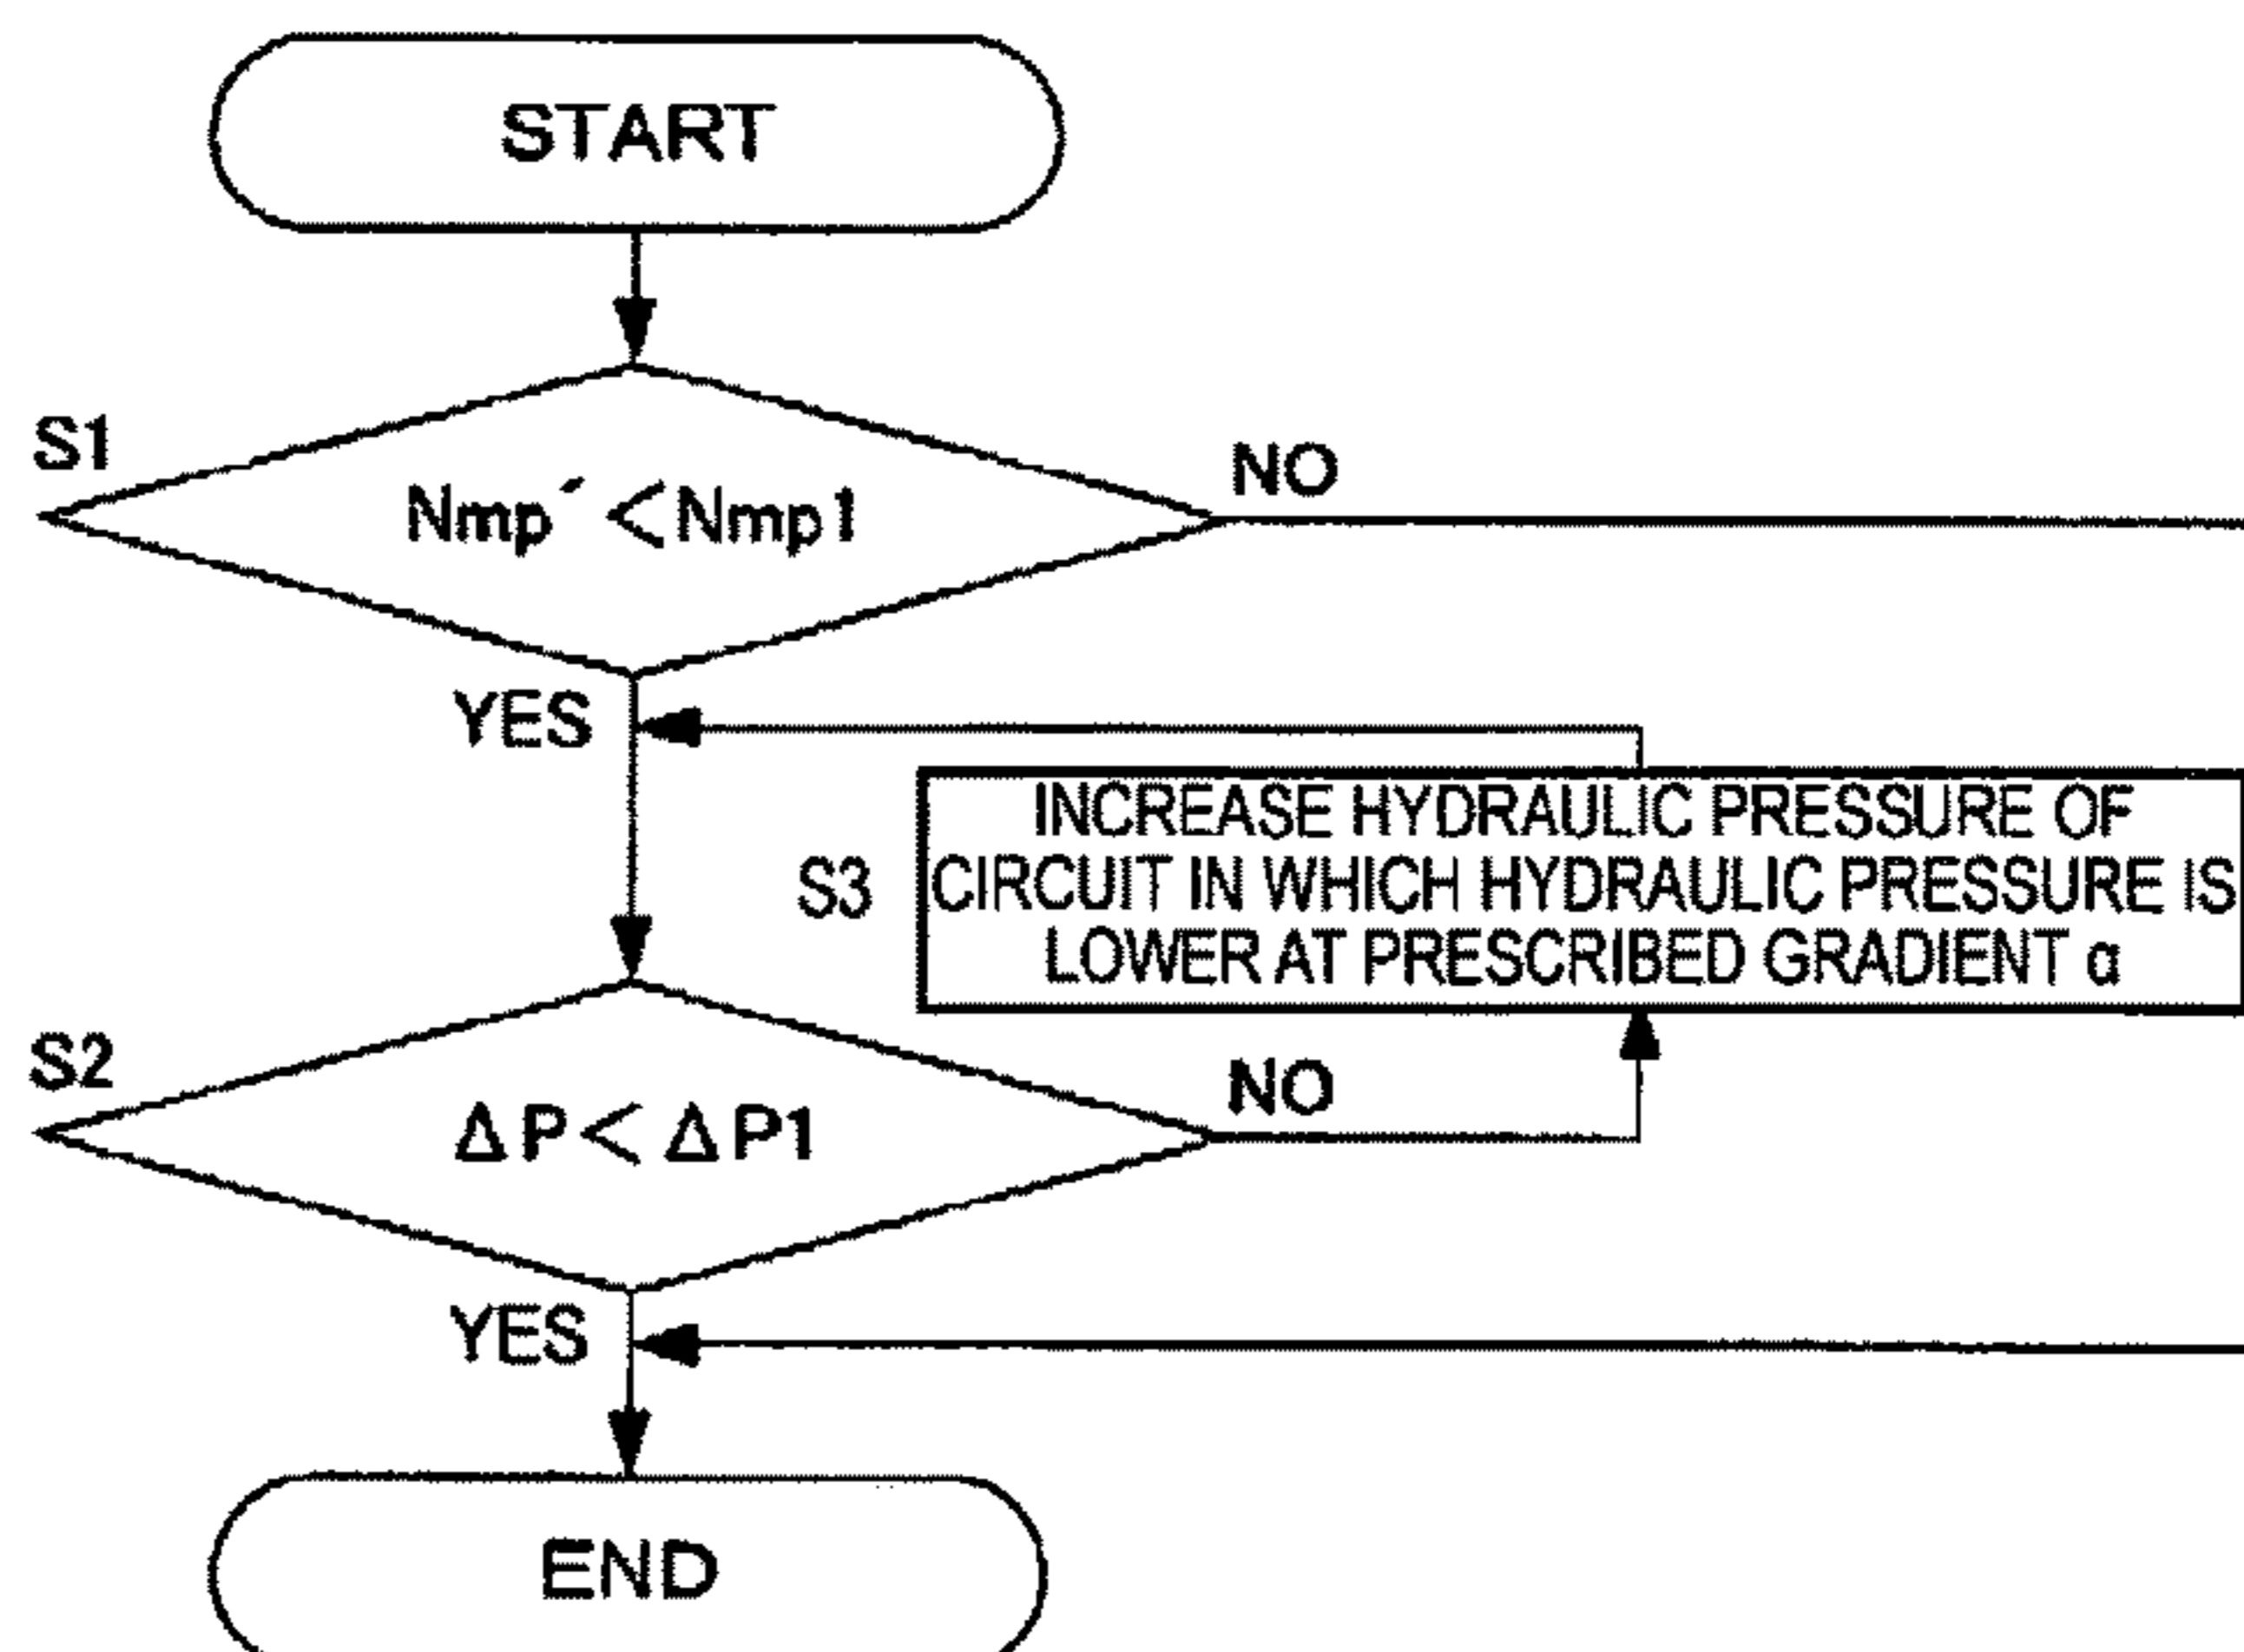 START
S1
Nmp´<Nmp1
NO
YES
INCREASE HYDRAULIC PRESSURE OF
CIRCUIT IN WHICH HYDRAULIC PRESSURE IS
LOWER AT PRESCRIBED GRADIENT α
S3
S2
ΔP<ΔP1
NO
YES
END